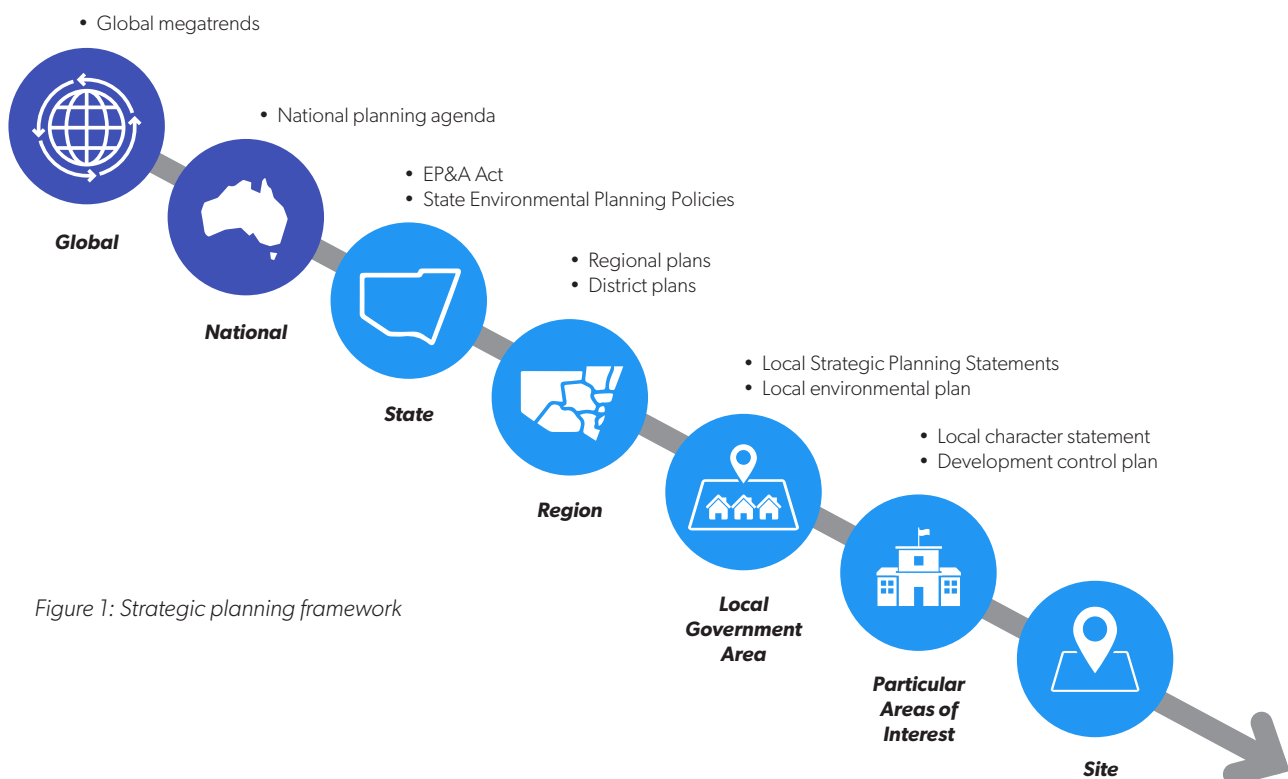 • Global megatrends
Global
• National planning agenda
National
• EP&A Act
• State Environmental Planning Policies
State
• Regional plans
• District plans
Region
• Local Strategic Planning Statements
• Local environmental plan
Local
Government
Area
• Local character statement
• Development control plan
Particular
Areas of
Interest
Site
Figure 1: Strategic planning framework